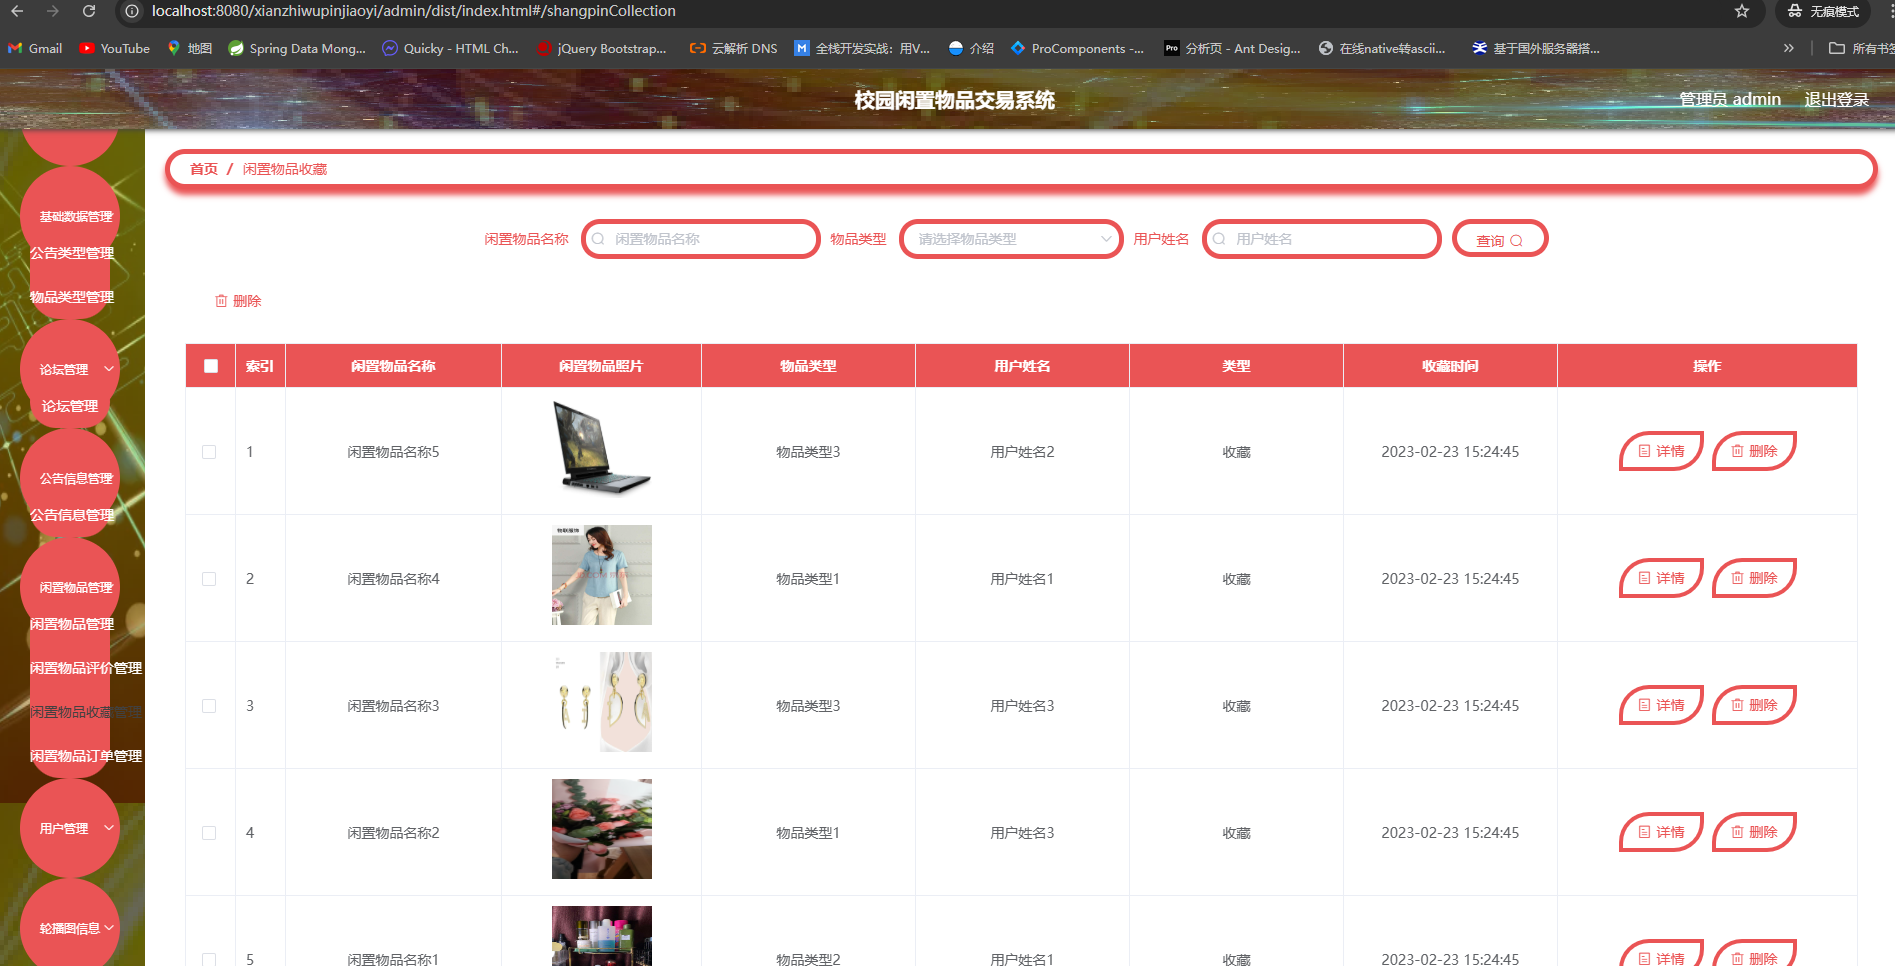 localhost:8080/xianzhiwupinjiaoyi/admin/dist/index.html#/shangpinCollection
无痕模式
Gmail YouTube 地图 Spring Data Mong... Quicky - HTML Ch... jQuery Bootstrap... 云解析 DNS 全栈开发实战：用V... 介绍 ProComponents -... 分析页 - Ant Desig... 在线native转ascii... 基于国外服务器搭... » 所有书签
校园闲置物品交易系统
管理员 admin 退出登录
首页 / 闲置物品收藏
基础数据管理
公告类型管理
物品类型管理
论坛管理
论坛管理
公告信息管理
公告信息管理
闲置物品管理
闲置物品管理
闲置物品评价管理
闲置物品收藏管理
闲置物品订单管理
用户管理
轮播图信息
闲置物品名称 闲置物品名称 物品类型 请选择物品类型 用户姓名 用户姓名 查询
删除
索引 闲置物品名称 闲置物品照片 物品类型 用户姓名 类型 收藏时间 操作
1 闲置物品名称5 物品类型3 用户姓名2 收藏 2023-02-23 15:24:45 详情 删除
2 闲置物品名称4 物品类型1 用户姓名1 收藏 2023-02-23 15:24:45 详情 删除
3 闲置物品名称3 物品类型3 用户姓名3 收藏 2023-02-23 15:24:45 详情 删除
4 闲置物品名称2 物品类型1 用户姓名3 收藏 2023-02-23 15:24:45 详情 删除
5 闲置物品名称1 物品类型2 用户姓名1 收藏 2023-02-23 15:24:45 详情 删除